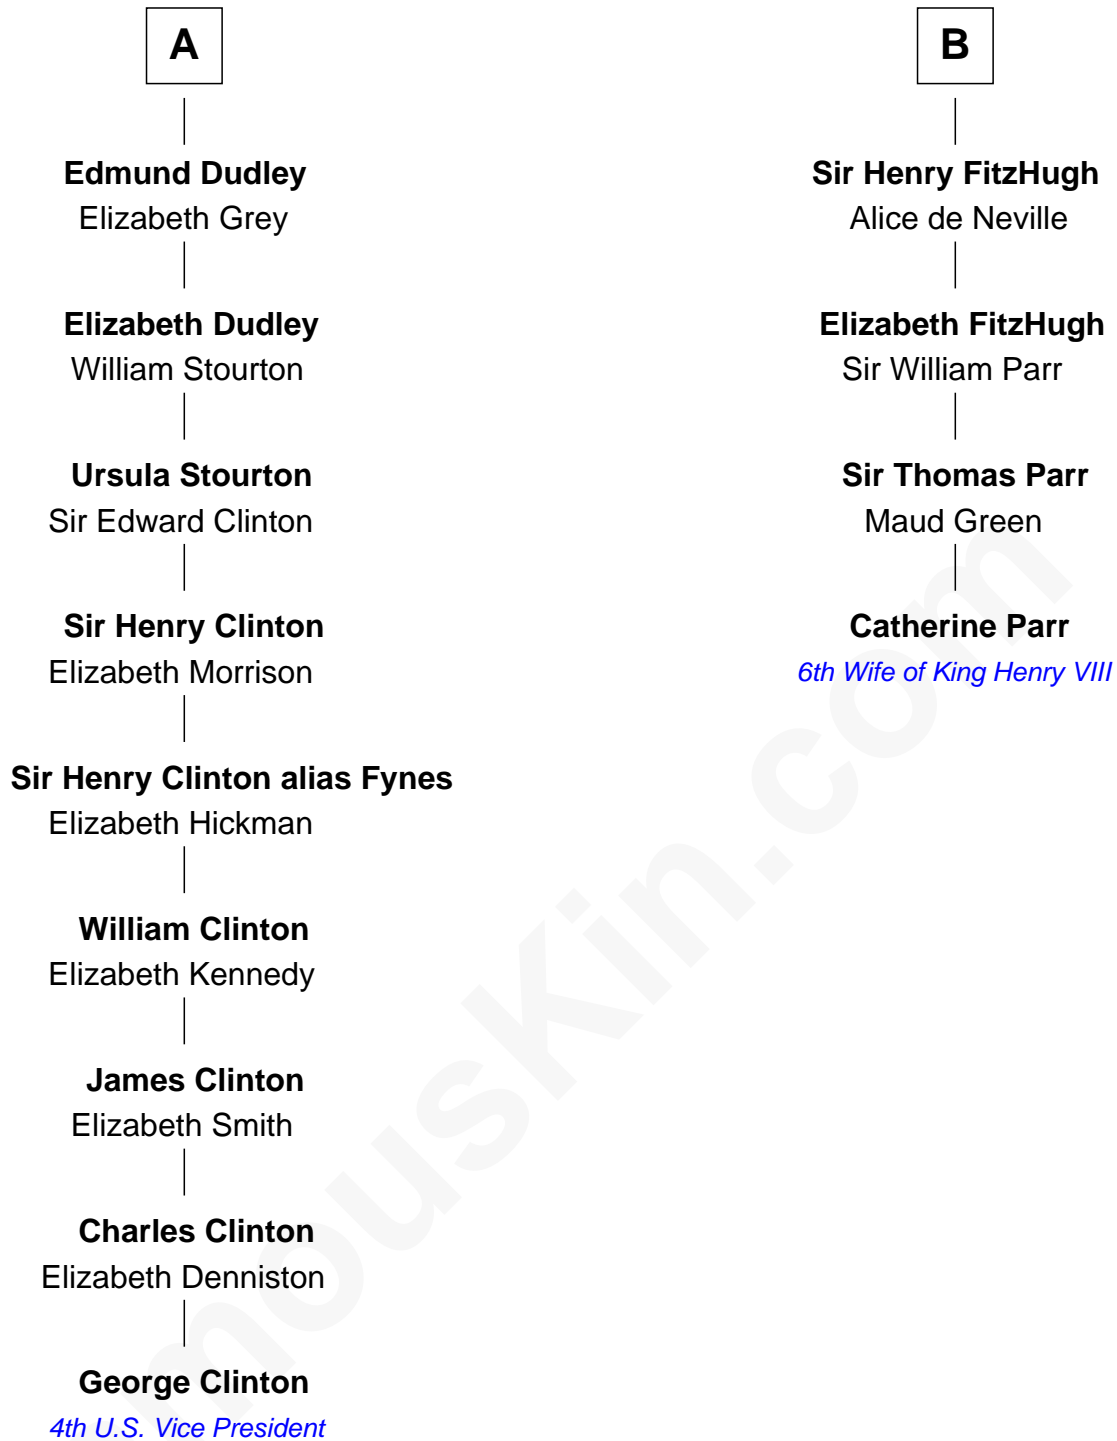 A
Edmund Dudley
Elizabeth Grey
Elizabeth Dudley
William Stourton
Ursula Stourton
Sir Edward Clinton
Sir Henry Clinton
Elizabeth Morrison
Sir Henry Clinton alias Fynes
Elizabeth Hickman
William Clinton
Elizabeth Kennedy
James Clinton
Elizabeth Smith
Charles Clinton
Elizabeth Denniston
George Clinton
4th U.S. Vice President
B
Sir Henry FitzHugh
Alice de Neville
Elizabeth FitzHugh
Sir William Parr
Sir Thomas Parr
Maud Green
Catherine Parr
6th Wife of King Henry VIII
mousKin.com